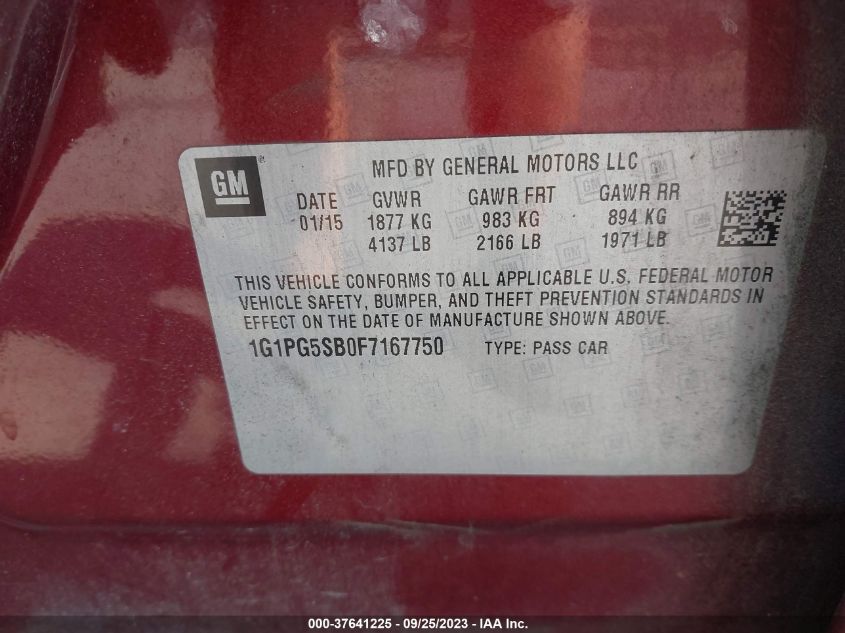 GM
MFD BY GENERAL MOTORS LLC
DATE GVWR GAWR FRT GAWR RR
01/15 1877 KG 983 KG 894 KG
4137 LB 2166 LB 1971 LB
THIS VEHICLE CONFORMS TO ALL APPLICABLE U.S. FEDERAL MOTOR
VEHICLE SAFETY, BUMPER, AND THEFT PREVENTION STANDARDS IN
EFFECT ON THE DATE OF MANUFACTURE SHOWN ABOVE.
1G1PG5SB0F7167750 TYPE: PASS CAR
000-37641225 - 09/25/2023 - IAA Inc.